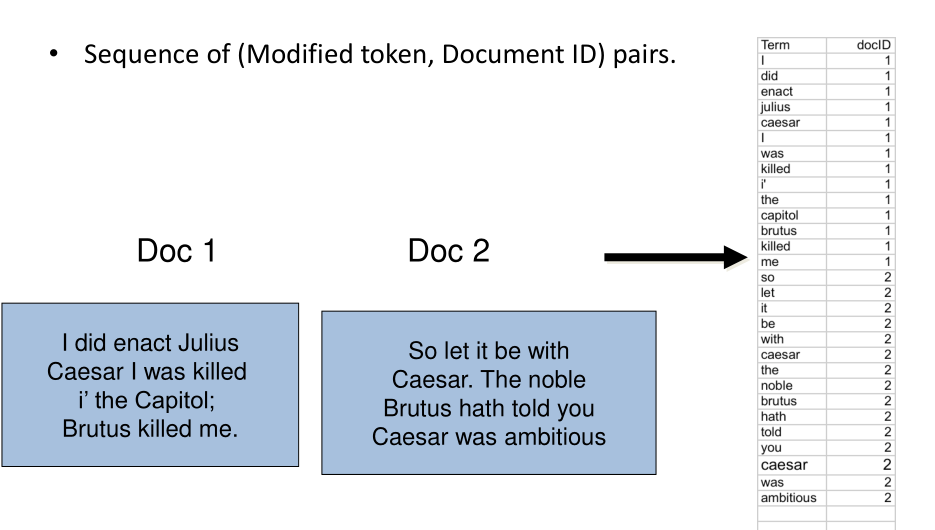 • Sequence of (Modified token, Document ID) pairs.
Doc 1
I did enact Julius
Caesar I was killed
i’ the Capitol;
Brutus killed me.
Doc 2
So let it be with
Caesar. The noble
Brutus hath told you
Caesar was ambitious
Term docID
I 1
did 1
enact 1
julius 1
caesar 1
I 1
was 1
killed 1
i' 1
the 1
capitol 1
brutus 1
killed 1
me 1
so 2
let 2
it 2
be 2
with 2
caesar 2
the 2
noble 2
brutus 2
hath 2
told 2
you 2
caesar 2
was 2
ambitious 2